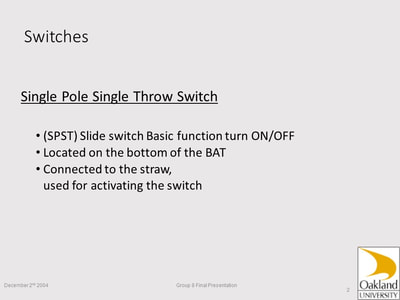 Switches
Single Pole Single Throw Switch
• (SPST) Slide switch Basic function turn ON/OFF
• Located on the bottom of the BAT
• Connected to the straw,
used for activating the switch
December 2nd 2004
Group 8 Final Presentation
2
Oakland
UNIVERSITY